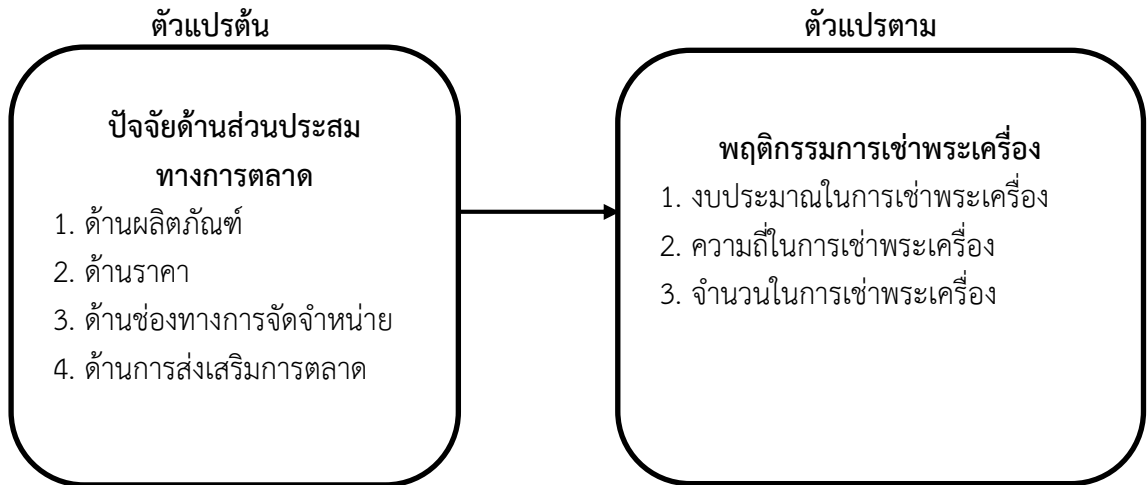 ตัวแปรต้น
ปัจจัยด้านส่วนประสม
ทางการตลาด
1. ด้านผลิตภัณฑ์
2. ด้านราคา
3. ด้านช่องทางการจัดจำหน่าย
4. ด้านการส่งเสริมการตลาด
ตัวแปรตาม
พฤติกรรมการเช่าพระเครื่อง
1. งบประมาณในการเช่าพระเครื่อง
2. ความถี่ในการเช่าพระเครื่อง
3. จำนวนในการเช่าพระเครื่อง